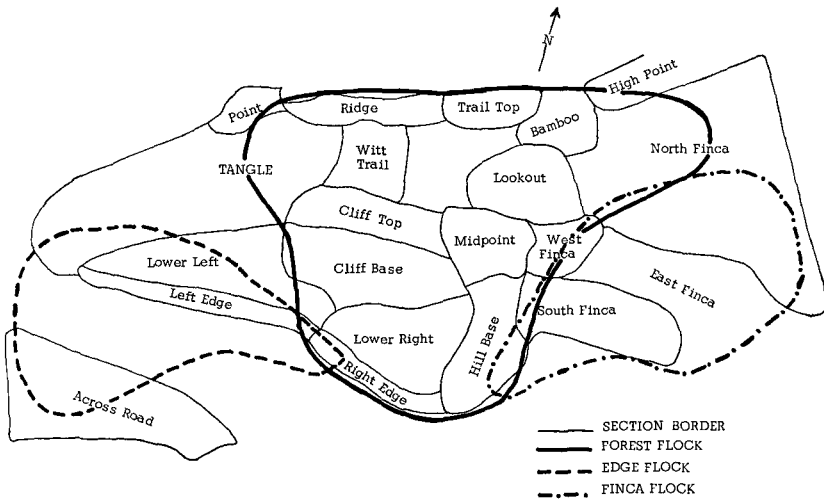 N
High Point
Point
Ridge
Trail Top
Bamboo
North Finca
TANGLE
Witt
Trail
Lookout
Cliff Top
Midpoint
West
Finca
Lower Left
Cliff Base
East Finca
Left Edge
South Finca
Lower Right
Hill Base
Right Edge
Across Road
SECTION BORDER
FOREST FLOCK
EDGE FLOCK
FINCA FLOCK